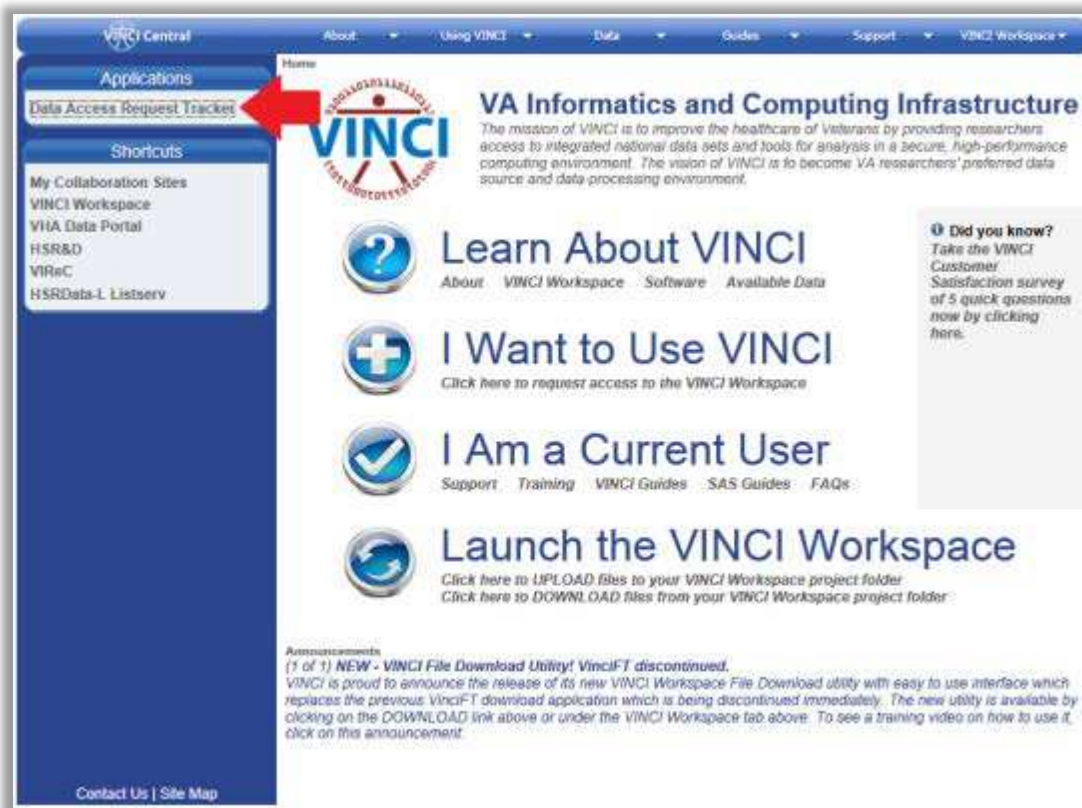 VINCI Central
About Using VINCI Data Guides Support VINCI Workspace
Applications
Data Access Request Tracker
Shortcuts
My Collaboration Sites
VINCI Workspace
VHA Data Portal
HSR&D
VIReC
HSRData-L Listserv
Contact Us | Site Map
Home
VINCI
VA Informatics and Computing Infrastructure
The mission of VINCI is to improve the healthcare of Veterans by providing researchers
access to integrated national data sets and tools for analysis in a secure, high-performance
computing environment. The vision of VINCI is to become VA researchers' preferred data
source and data-processing environment.
Learn About VINCI
About VINCI Workspace Software Available Data
I Want to Use VINCI
Click here to request access to the VINCI Workspace
I Am a Current User
Support Training VINCI Guides SAS Guides FAQs
Launch the VINCI Workspace
Click here to UPLOAD files to your VINCI Workspace project folder
Click here to DOWNLOAD files from your VINCI Workspace project folder
Did you know?
Take the VINCI
Customer
Satisfaction survey
of 5 quick questions
now by clicking
here.
Announcements
(1 of 1) NEW - VINCI File Download Utility! VinciFT discontinued.
VINCI is proud to announce the release of its new VINCI Workspace File Download utility with easy to use interface which
replaces the previous VinciFT download application which is being discontinued immediately. The new utility is available by
clicking on the DOWNLOAD link above or under the VINCI Workspace tab above. To see a training video on how to use it,
click on this announcement.